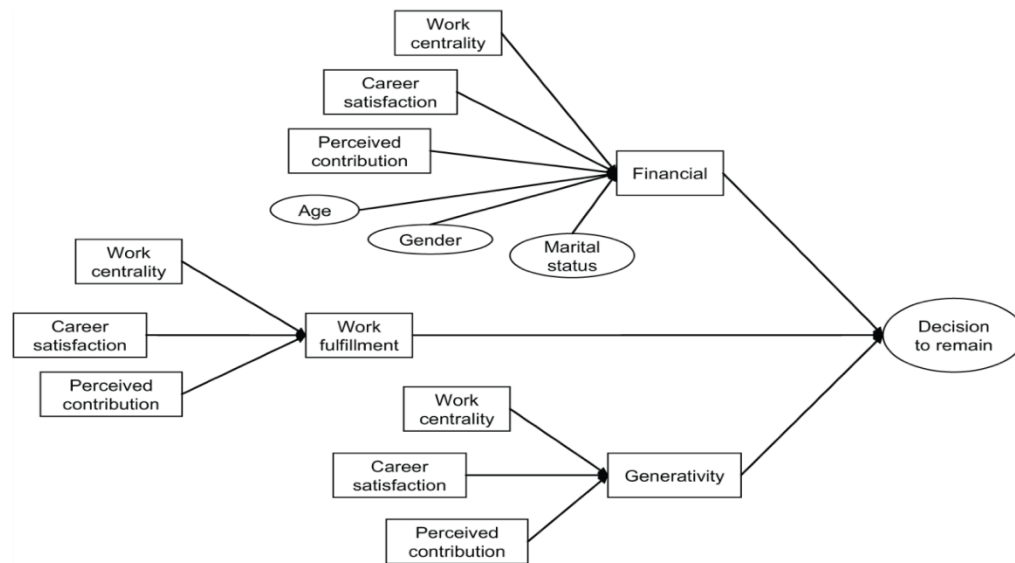 Work
centrality
Career
satisfaction
Perceived
contribution
Financial
Age
Gender
Marital
status
Work
centrality
Career
satisfaction
Work
fulfillment
Perceived
contribution
Decision
to remain
Work
centrality
Career
satisfaction
Generativity
Perceived
contribution